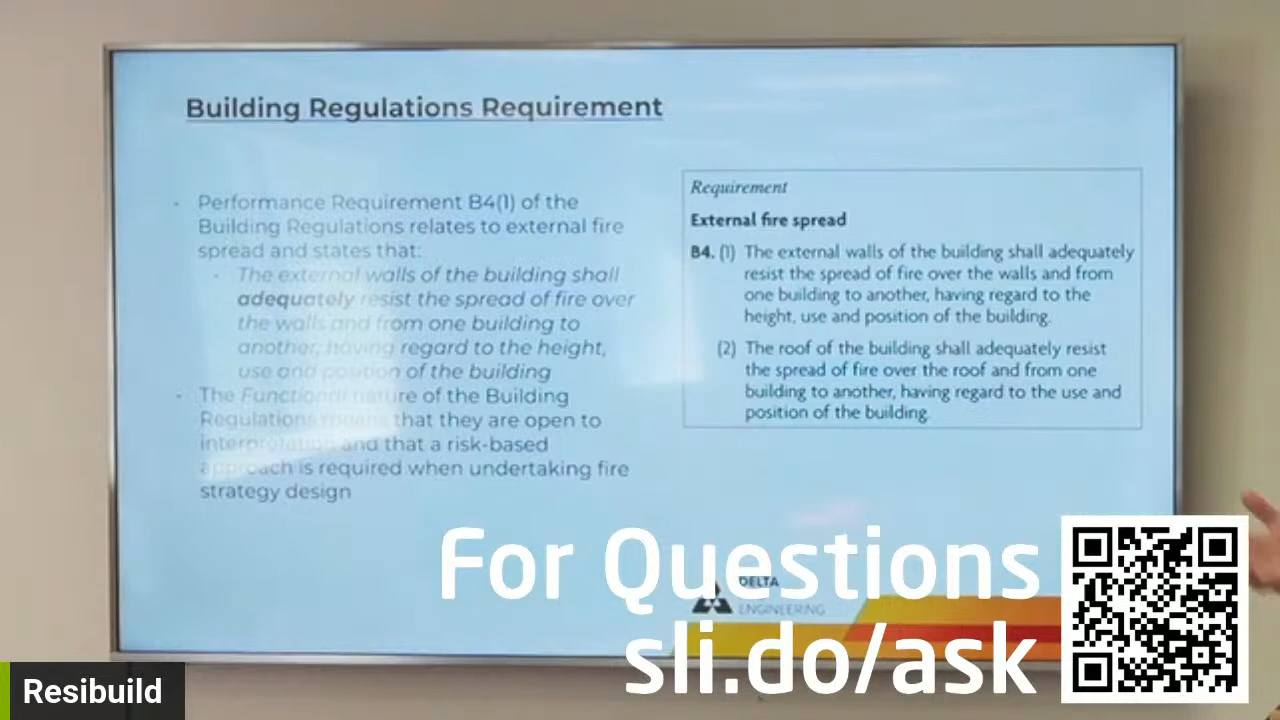 Building Regulations Requirement
- Performance Requirement B4(1) of the
Building Regulations relates to external fire
spread and states that:
- The external walls of the building shall
adequately resist the spread of fire over
the walls and from one building to
another, having regard to the height,
use and position of the building
- The Functional nature of the Building
Regulations means that they are open to
interpretation and that a risk-based
approach is required when undertaking fire
strategy design
Requirement
External fire spread
B4. (1) The external walls of the building shall adequately
resist the spread of fire over the walls and from
one building to another, having regard to the
height, use and position of the building.
(2) The roof of the building shall adequately resist
the spread of fire over the roof and from one
building to another, having regard to the use and
position of the building.
For Questions
sli.do/ask
DELTA
ENGINEERING
Resibuild